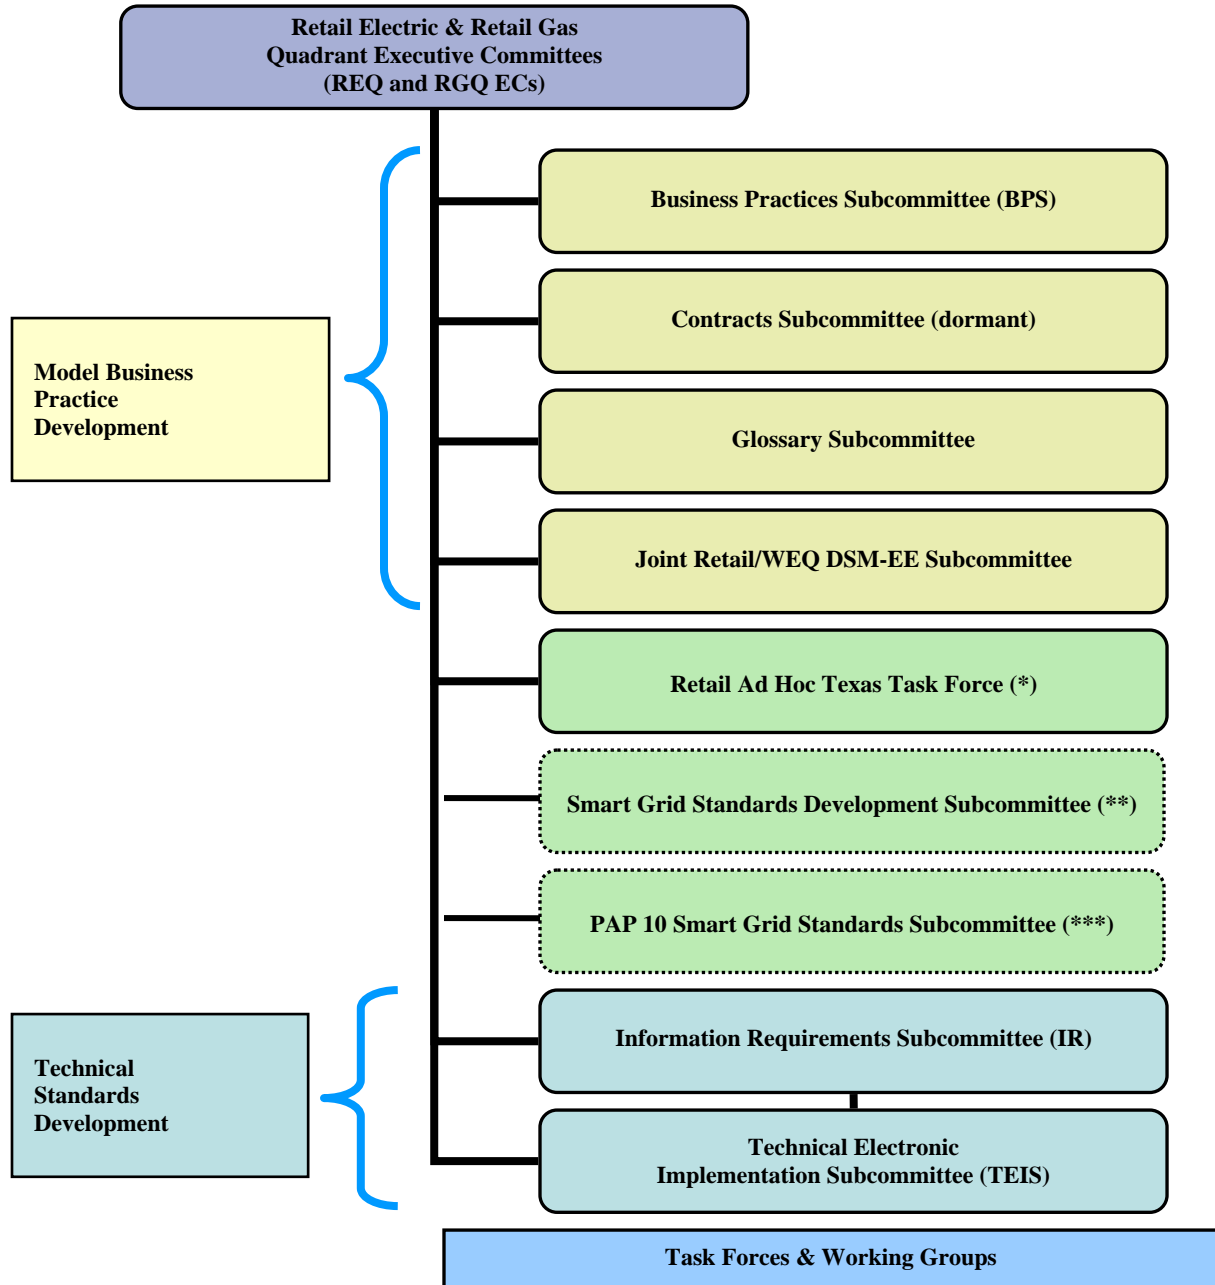 Retail Electric & Retail Gas
Quadrant Executive Committees
(REQ and RGQ ECs)
Business Practices Subcommittee (BPS)
Contracts Subcommittee (dormant)
Model Business
Practice
Development
Glossary Subcommittee
Joint Retail/WEQ DSM-EE Subcommittee
Retail Ad Hoc Texas Task Force (*)
Smart Grid Standards Development Subcommittee (**)
PAP 10 Smart Grid Standards Subcommittee (***)
Information Requirements Subcommittee (IR)
Technical
Standards
Development
Technical Electronic
Implementation Subcommittee (TEIS)
Task Forces & Working Groups